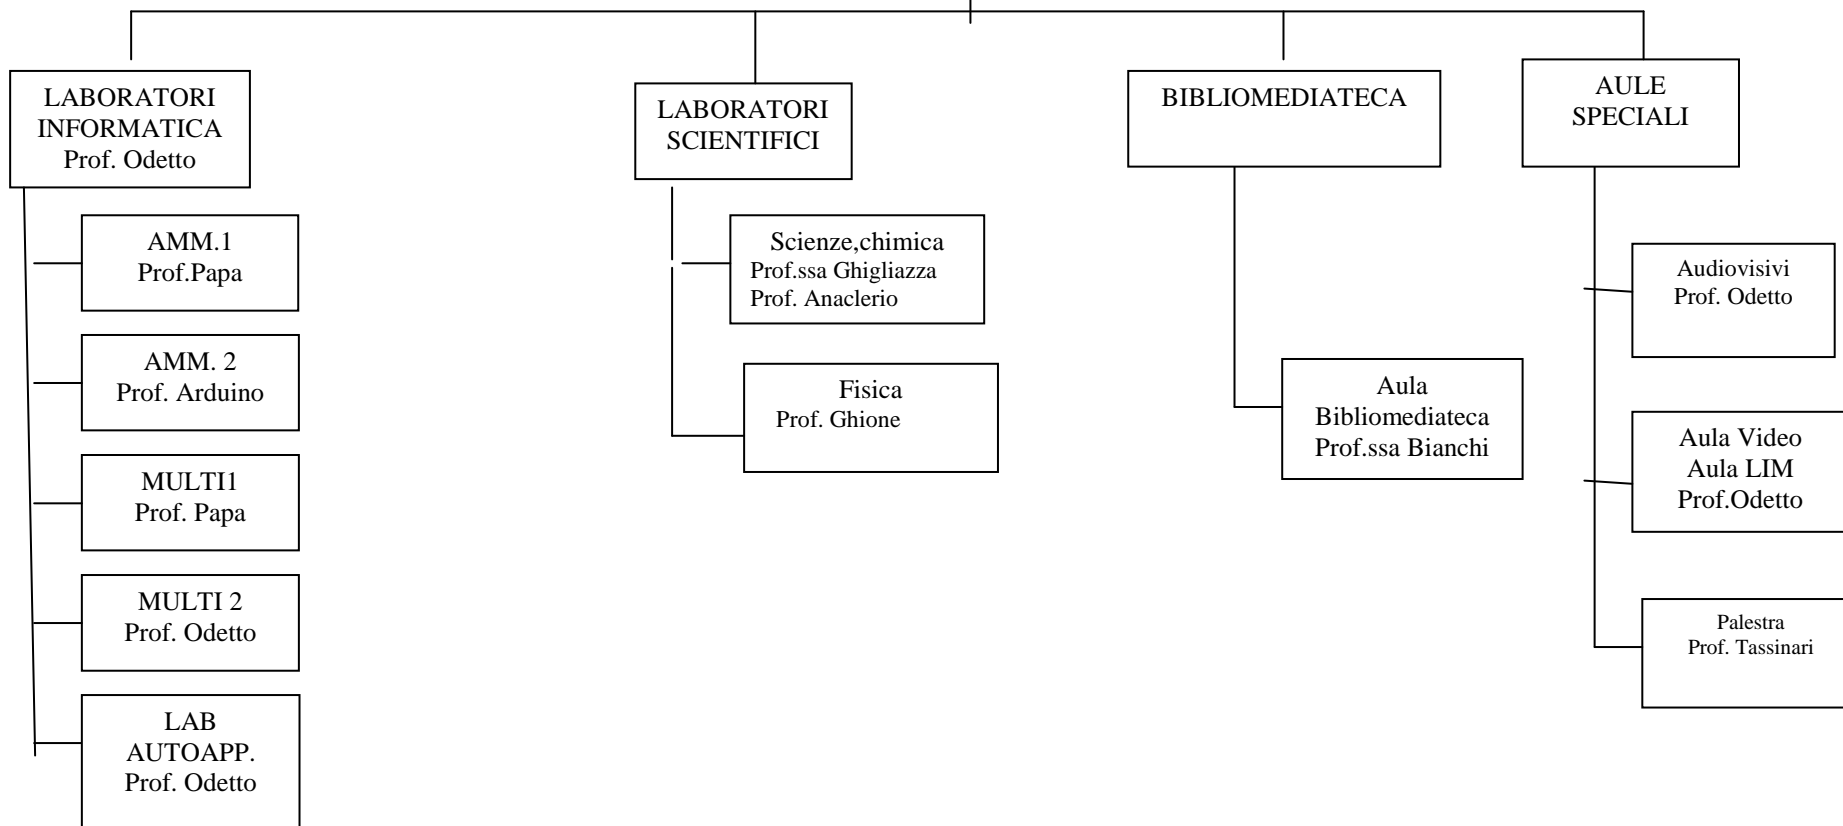 LABORATORI
INFORMATICA
Prof. Odetto
AMM.1
Prof.Papa
AMM. 2
Prof. Arduino
MULTI1
Prof. Papa
MULTI 2
Prof. Odetto
LAB
AUTOAPP.
Prof. Odetto
LABORATORI
SCIENTIFICI
Scienze,chimica
Prof.ssa Ghigliazza
Prof. Anaclerio
Fisica
Prof. Ghione
BIBLIOMEDIATECA
Aula
Bibliomediateca
Prof.ssa Bianchi
AULE
SPECIALI
Audiovisivi
Prof. Odetto
Aula Video
Aula LIM
Prof.Odetto
Palestra
Prof. Tassinari